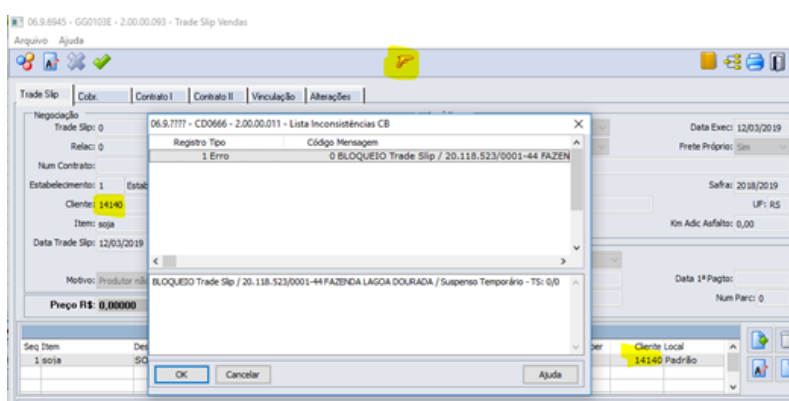 06.9.6945 - GG0103E - 2.00.00.093 - Trade Slip Vendas
Arquivo Ajuda
Trade Slip Cobr. Contrato I Contrato II Vinculação Alterações
Negociação
Trade Slip: 0
Relac: 0
Num Contrato:
Estabelecimento: 1 Estab
Cliente: 14140
Item: soja
Data Trade Slip: 12/03/2019
Motivo: Produtor não
Preço R$: 0,00000
06.9.???? - CD0666 - 2.00.00.011 - Lista Inconsistências CB
Registro Tipo Código Mensagem
1 Erro 0 BLOQUEIO Trade Slip / 20.118.523/0001-44 FAZEN
BLOQUEIO Trade Slip / 20.118.523/0001-44 FAZENDA LAGOA DOURADA / Suspenso Temporário - TS: 0/0
OK Cancelar Ajuda
Data Exec: 12/03/2019
Frete Próprio: Sim
Safra: 2018/2019
UF: RS
Km Adic Asfalto: 0,00
Data 1ª Pagto:
Num Parc: 0
Seq Item Des per Cliente Local
1 soja SO 14140 Padrão